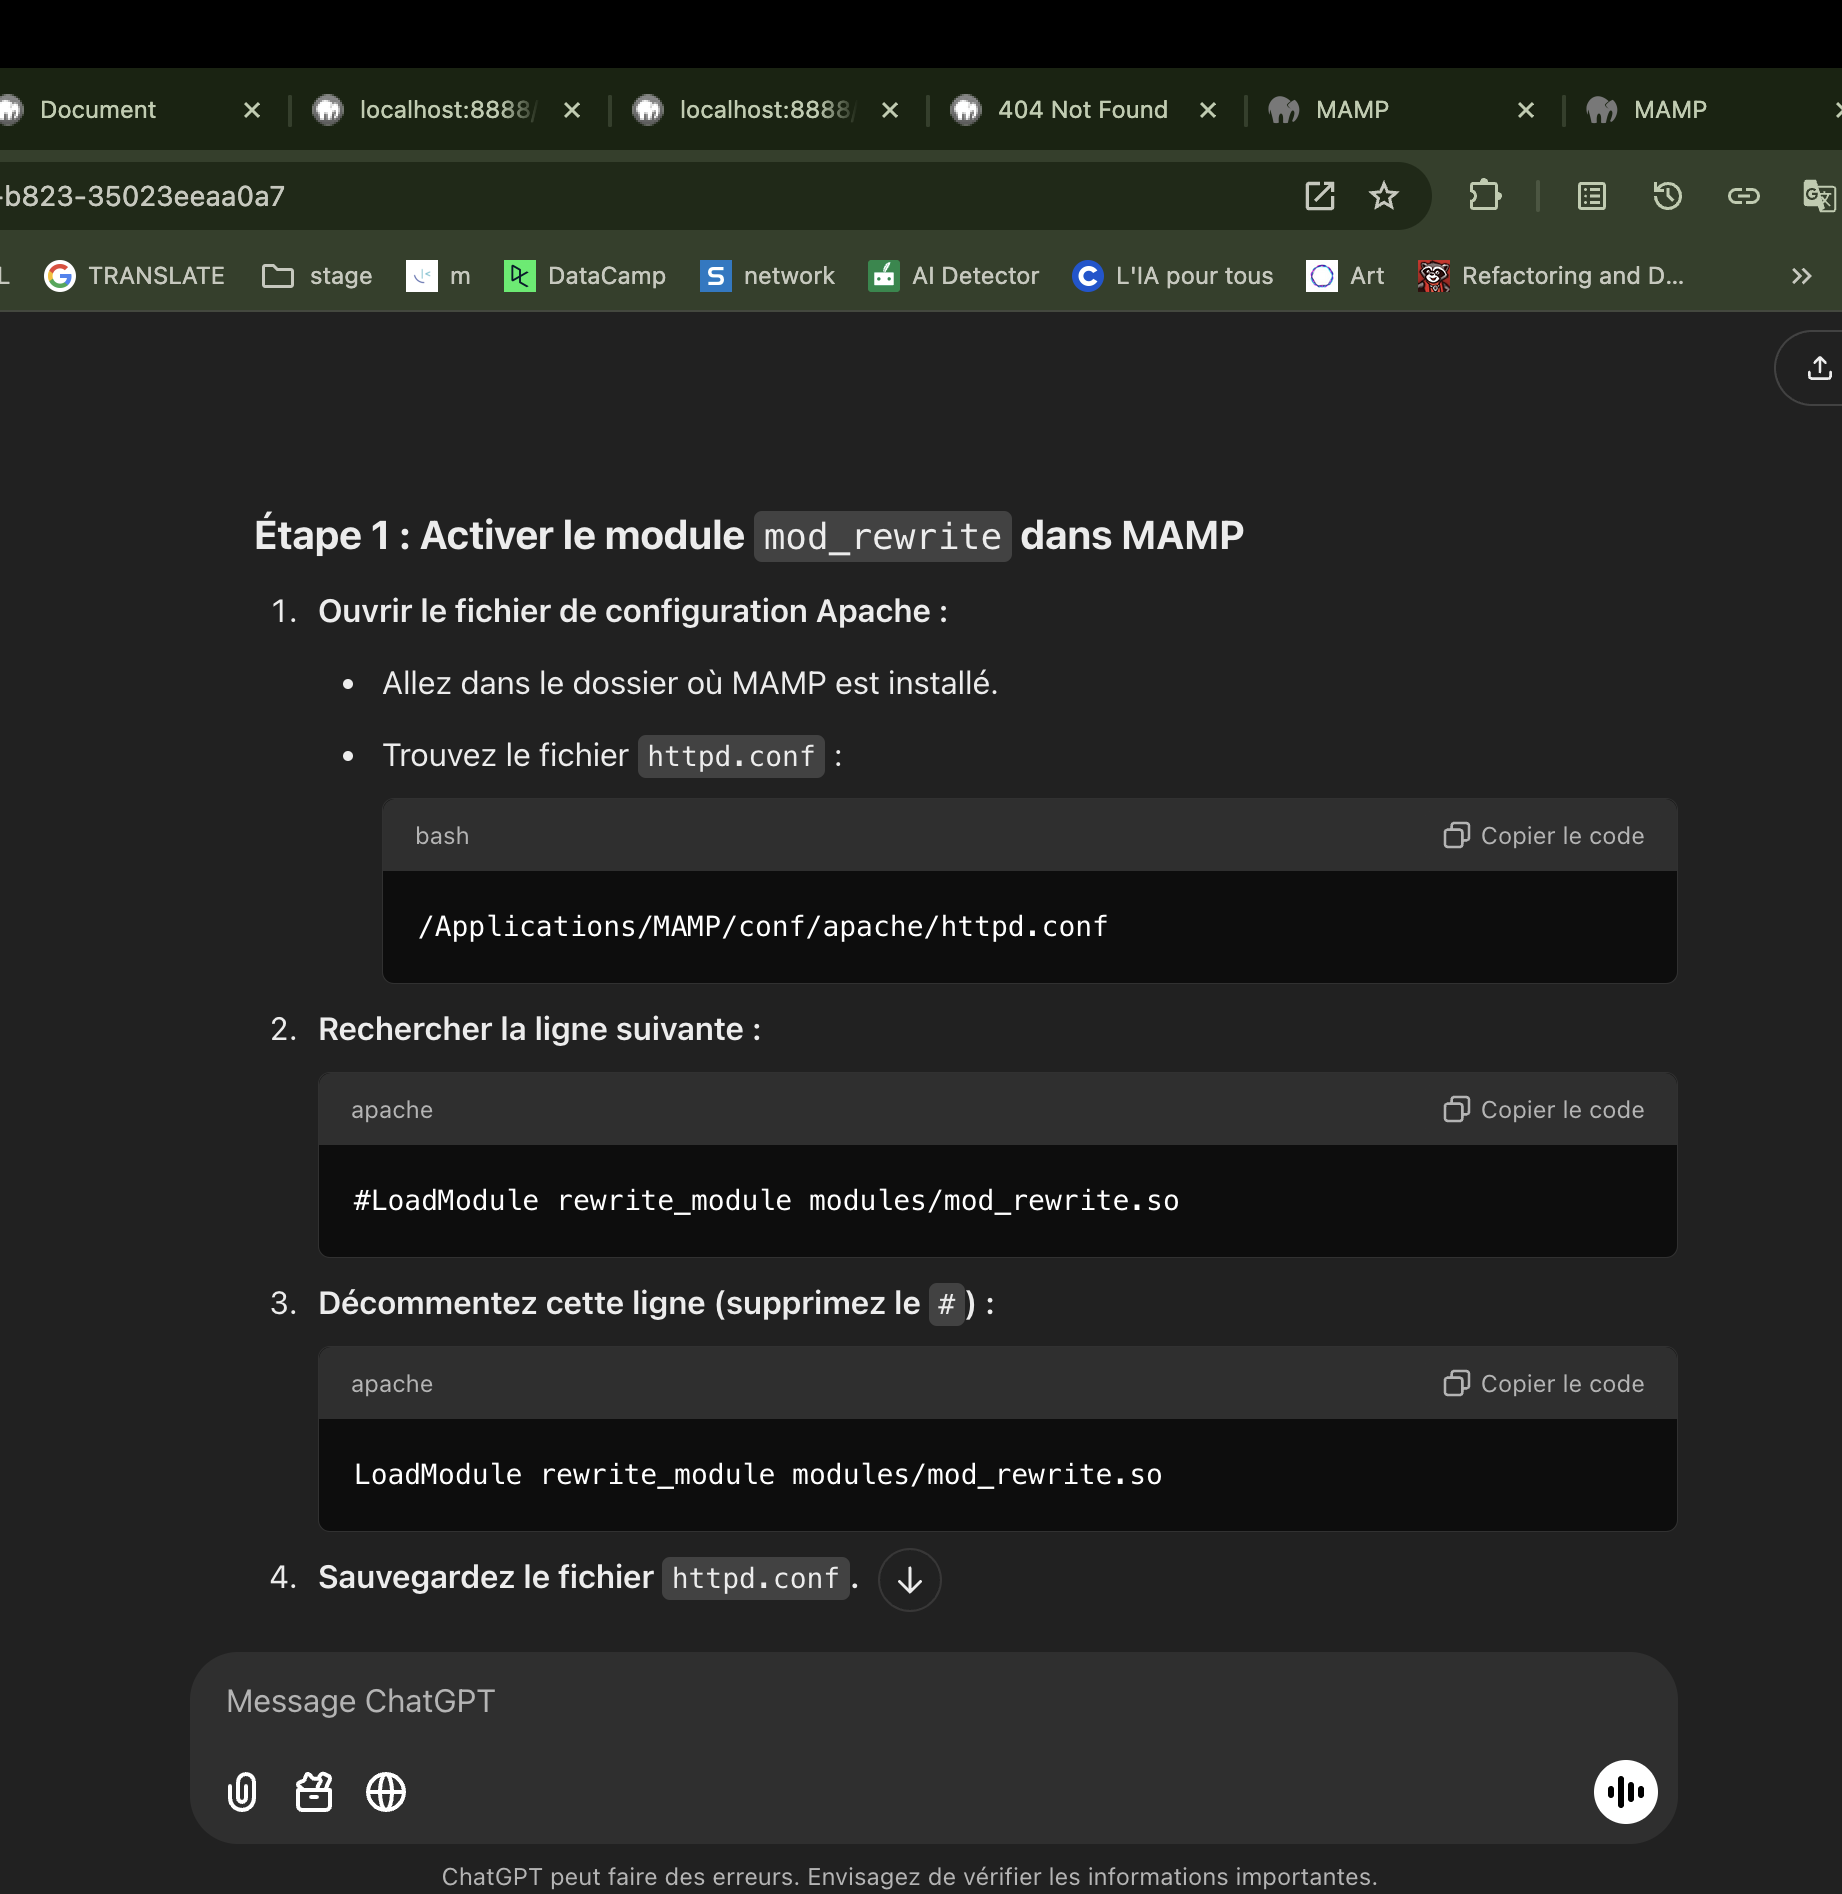 Document
localhost:8888/
localhost:8888/
404 Not Found
MAMP
MAMP
-b823-35023eeaa0a7
L
TRANSLATE
stage
m
DataCamp
network
AI Detector
L'IA pour tous
Art
Refactoring and D...
Étape 1 : Activer le module mod_rewrite dans MAMP
1. Ouvrir le fichier de configuration Apache :
• Allez dans le dossier où MAMP est installé.
• Trouvez le fichier httpd.conf :
bash
Copier le code
/Applications/MAMP/conf/apache/httpd.conf
2. Rechercher la ligne suivante :
apache
Copier le code
#LoadModule rewrite_module modules/mod_rewrite.so
3. Décommentez cette ligne (supprimez le #) :
apache
Copier le code
LoadModule rewrite_module modules/mod_rewrite.so
4. Sauvegardez le fichier httpd.conf.
Message ChatGPT
ChatGPT peut faire des erreurs. Envisagez de vérifier les informations importantes.